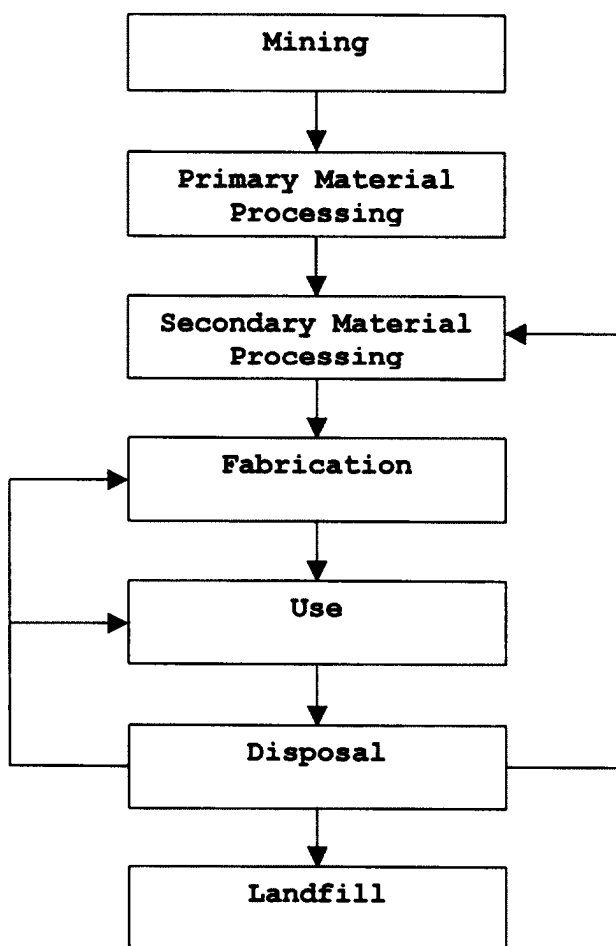 Mining
Primary Material
Processing
Secondary Material
Processing
Fabrication
Use
Disposal
Landfill